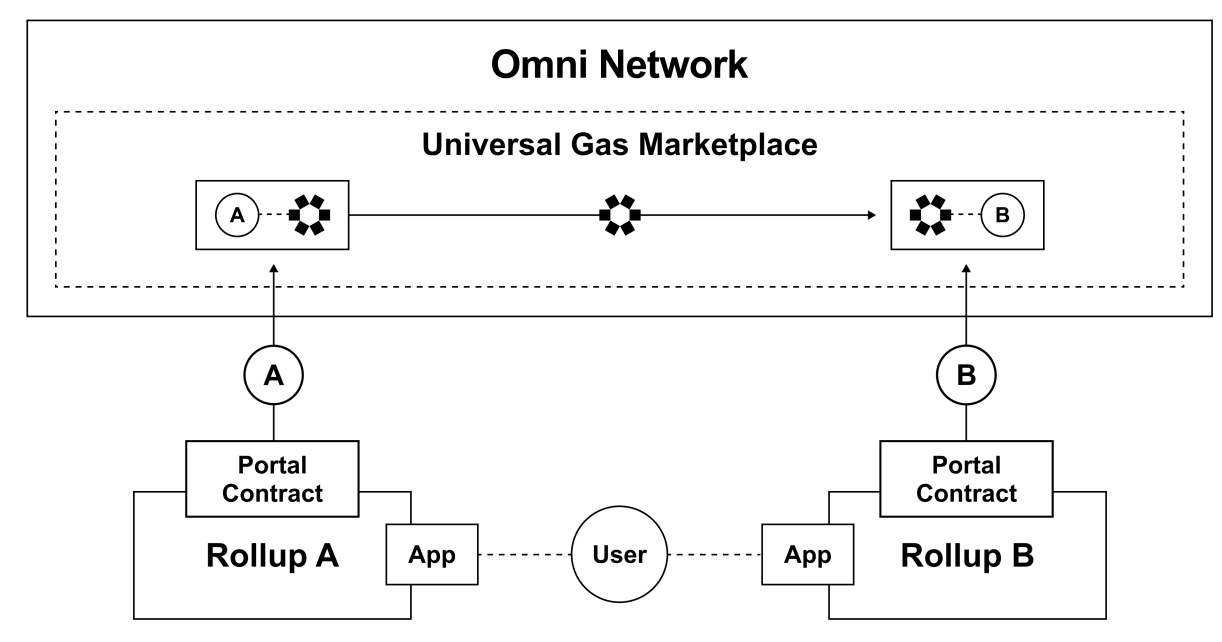 Omni Network
Universal Gas Marketplace
A
B
A
B
Portal
Contract
Portal
Contract
Rollup A
App
User
App
Rollup B